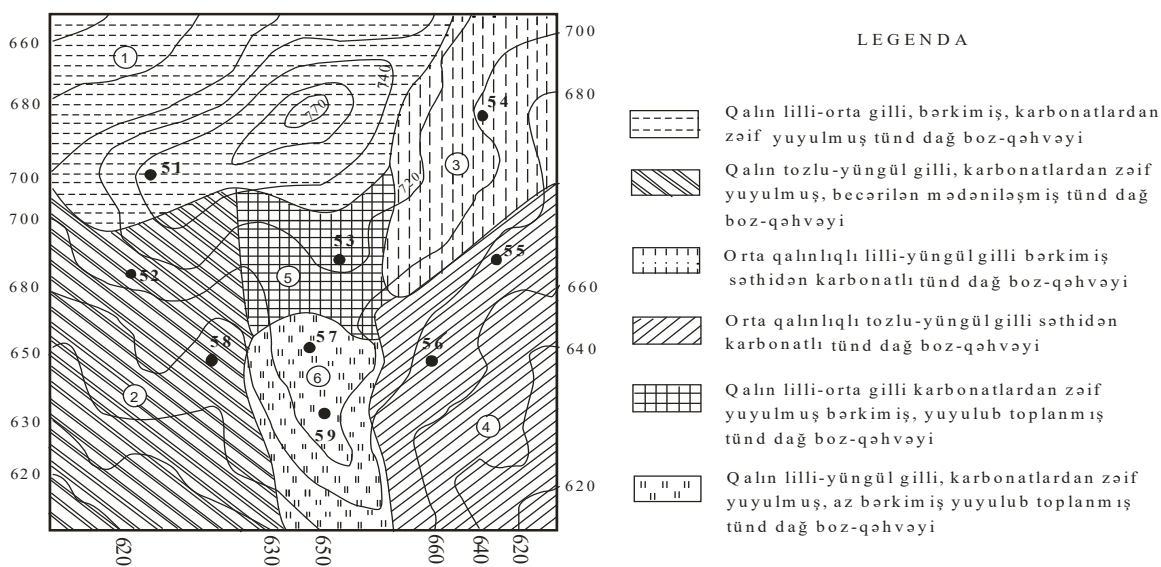 LEGENDA
Qalın lilli-orta gilli, bərkimiş, karbonatlardan
zəif yuyulmuş tünd dağ boz-qəhvəyi
Qalın tozlu-yüngül gilli, karbonatlardan zəif
yuyulmuş, becərilən mədəniləşmiş tünd dağ
boz-qəhvəyi
Orta qalınlıqlı lilli-yüngül gilli bərkimiş
səthidən karbonatlı tünd dağ boz-qəhvəyi
Orta qalınlıqlı tozlu-yüngül gilli səthidən
karbonatlı tünd dağ boz-qəhvəyi
Qalın lilli-orta gilli karbonatlardan zəif
yuyulmuş bərkimiş, yuyulub toplanmış
tünd dağ boz-qəhvəyi
Qalın lilli-yüngül gilli, karbonatlardan zəif
yuyulmuş, az bərkimiş yuyulub toplanmış
tünd dağ boz-qəhvəyi
660
680
700
700
680
650
630
620
700
680
660
640
620
620
630
650
660
640
620
740
770
720
1
2
3
4
5
6
51
52
53
54
55
56
57
58
59